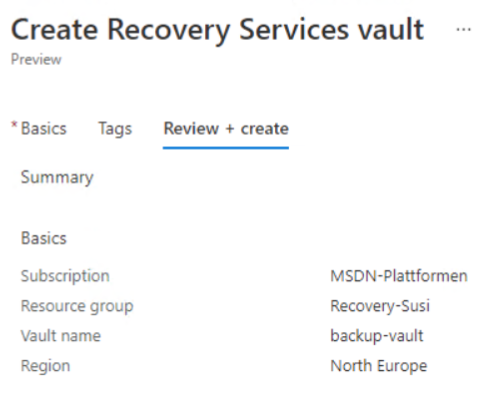 Create Recovery Services vault ...
Preview
* Basics Tags Review + create
Summary
Basics
Subscription MSDN-Plattformen
Resource group Recovery-Susi
Vault name backup-vault
Region North Europe